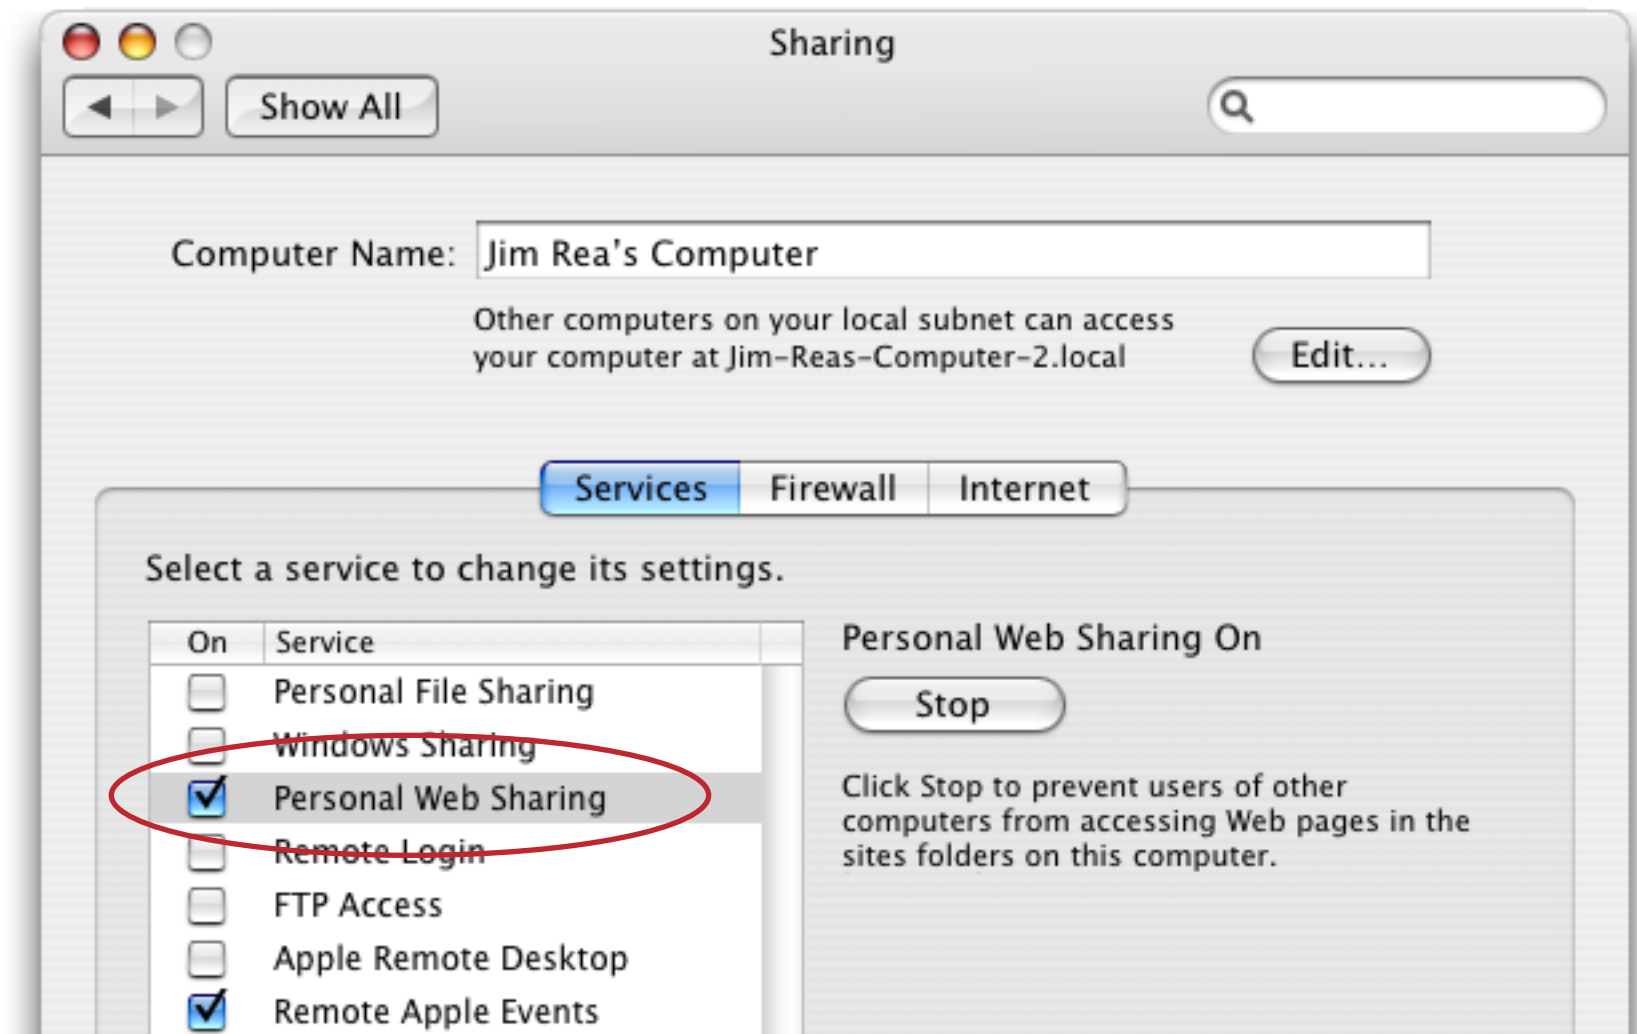 Sharing
Show All
Computer Name: Jim Rea's Computer
Other computers on your local subnet can access
your computer at Jim-Reas-Computer-2.local
Edit...
Services Firewall Internet
Select a service to change its settings.
On Service
Personal File Sharing
Windows Sharing
Personal Web Sharing
Remote Login
FTP Access
Apple Remote Desktop
Remote Apple Events
Personal Web Sharing On
Stop
Click Stop to prevent users of other
computers from accessing Web pages in the
sites folders on this computer.